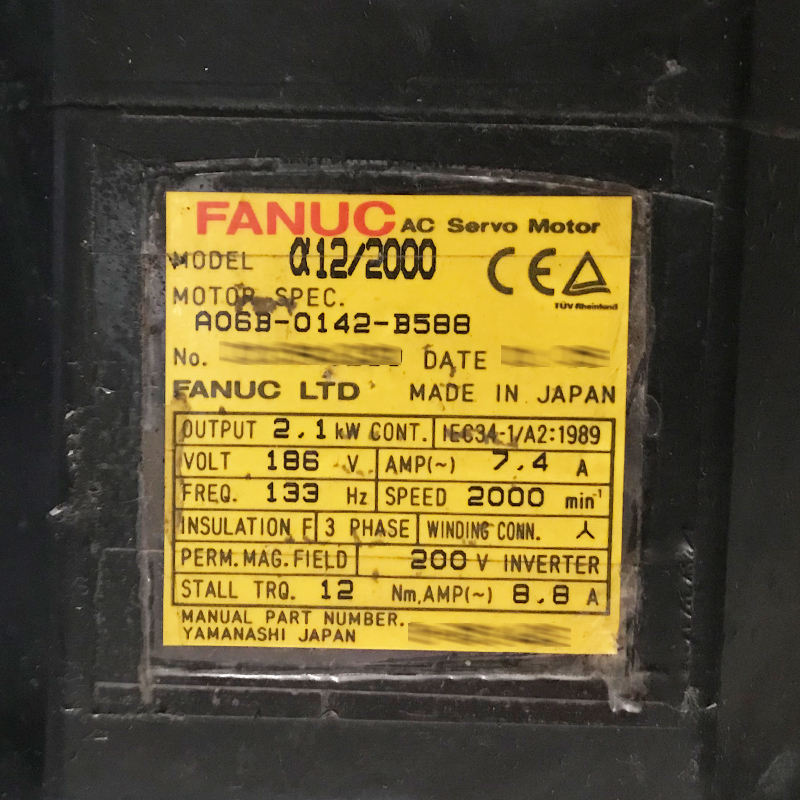 FANUC AC Servo Motor
MODEL α12/2000
CE TÜV Rheinland
MOTOR SPEC.
A06B-0142-B588
No. DATE
FANUC LTD MADE IN JAPAN
OUTPUT 2.1 kW CONT. IEC34-1/A2:1989
VOLT 186 V AMP(~) 7.4 A
FREQ. 133 Hz SPEED 2000 min⁻¹
INSULATION F 3 PHASE WINDING CONN. 人
PERM.MAG.FIELD 200 V INVERTER
STALL TRQ. 12 Nm,AMP(~) 8.8 A
MANUAL PART NUMBER.
YAMANASHI JAPAN